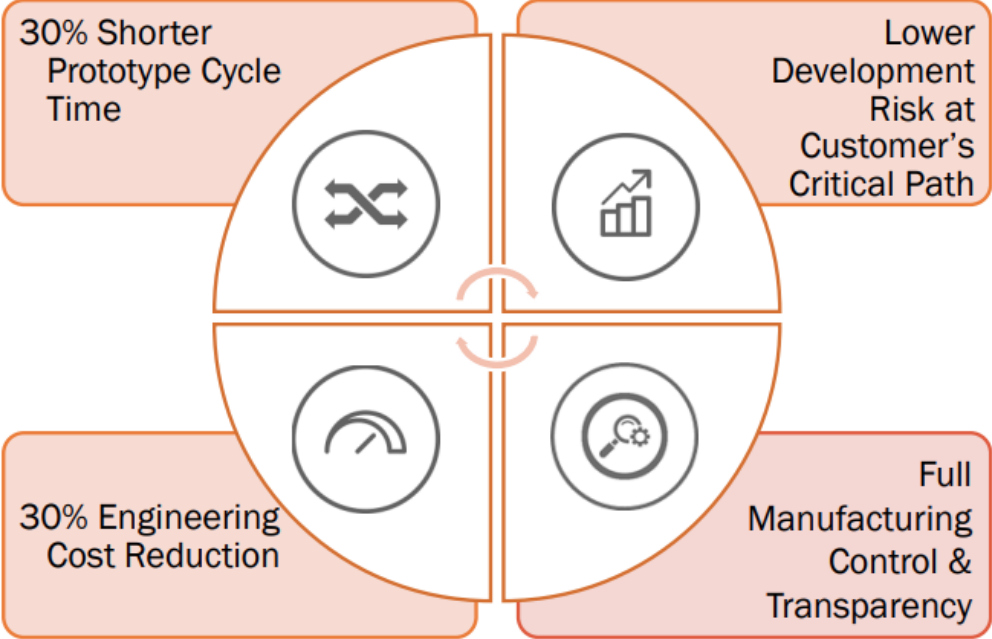 30% Shorter
Prototype Cycle
Time
Lower
Development
Risk at
Customer’s
Critical Path
30% Engineering
Cost Reduction
Full
Manufacturing
Control &
Transparency